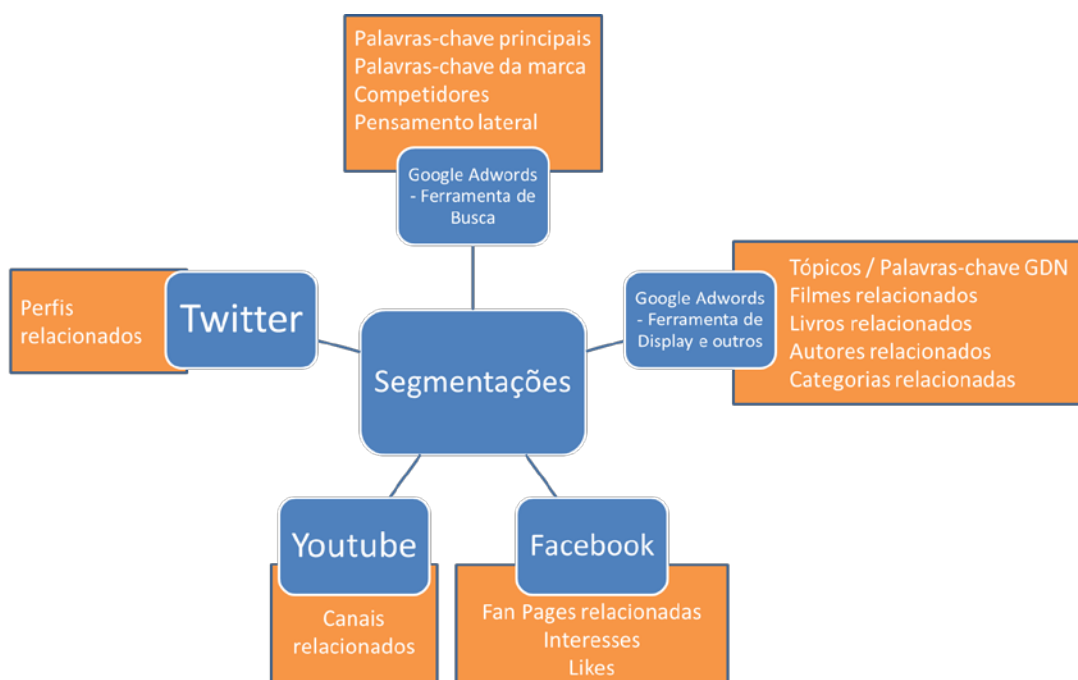 Palavras-chave principais
Palavras-chave da marca
Competidores
Pensamento lateral
Google Adwords
- Ferramenta de
Busca
Perfis
relacionados
Twitter
Segmentações
Google Adwords
- Ferramenta de
Display e outros
Tópicos / Palavras-chave GDN
Filmes relacionados
Livros relacionados
Autores relacionados
Categorias relacionadas
Youtube
Canais
relacionados
Facebook
Fan Pages relacionadas
Interesses
Likes